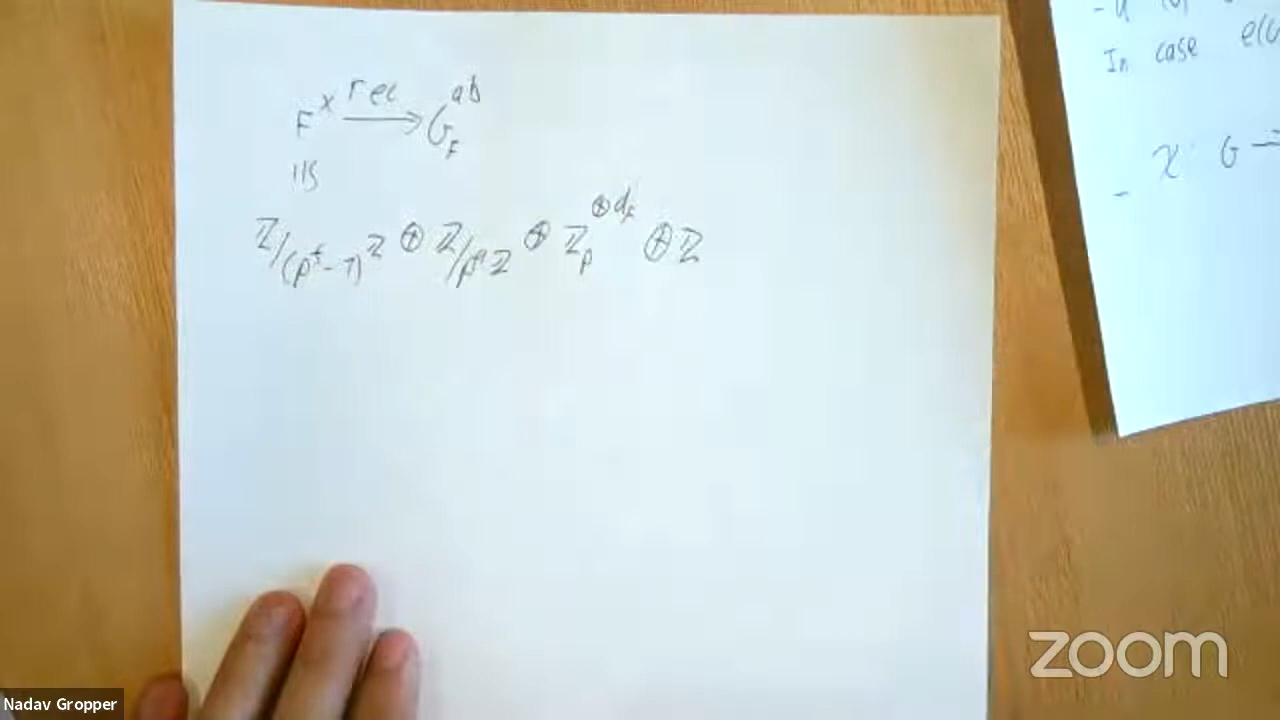 F^× —rec→ G_F^ab
≀∥
ℤ/(p^f - 1)ℤ ⊕ ℤ/p^aℤ ⊕ ℤ_p^{⊕ d_F} ⊕ ℤ
In case
- χ: G →
zoom
Nadav Gropper